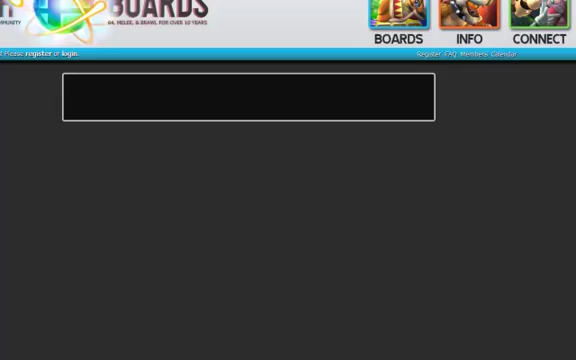 BOARDS
64, MELEE, & BRAWL FOR OVER 10 YEARS
MUNITY
BOARDS INFO CONNECT
Please register or login.
Register FAQ Members Calendar